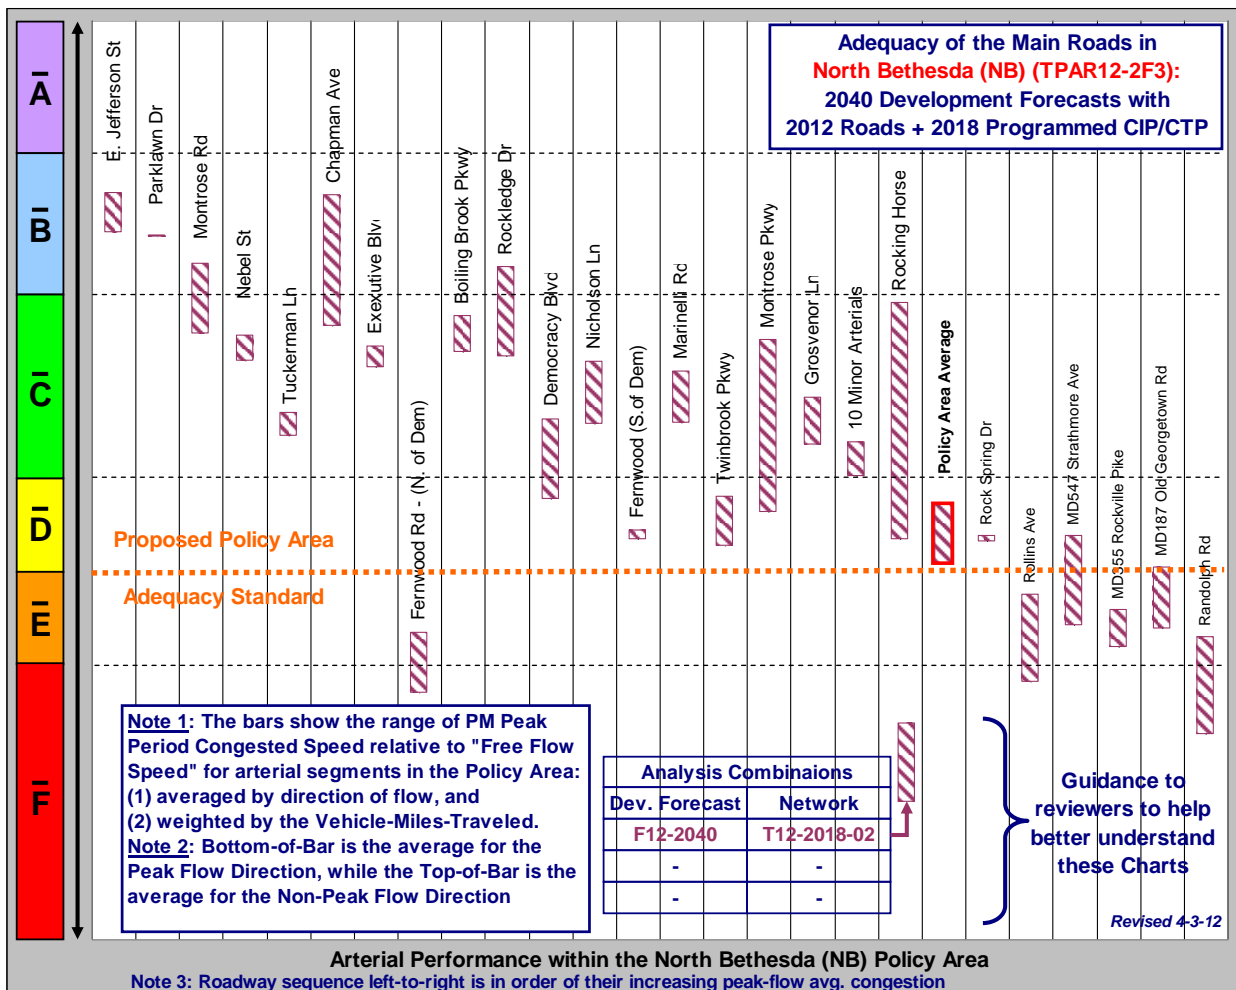 Adequacy of the Main Roads in
North Bethesda (NB) (TPAR12-2F3):
2040 Development Forecasts with
2012 Roads + 2018 Programmed CIP/CTP
A
B
C
D
E
F
E. Jefferson St
Parklawn Dr
Montrose Rd
Nebel St
Tuckerman Ln
Chapman Ave
Exexutive Blvd
Fernwood Rd - (N. of Dem)
Boiling Brook Pkwy
Rockledge Dr
Democracy Blvd
Nicholson Ln
Fernwood (S.of Dem)
Marinelli Rd
Twinbrook Pkwy
Montrose Pkwy
Grosvenor Ln
10 Minor Arterials
Rocking Horse
Policy Area Average
Rock Spring Dr
Rollins Ave
MD547 Strathmore Ave
MD355 Rockville Pike
MD187 Old Georgetown Rd
Randolph Rd
Proposed Policy Area
Adequacy Standard
Note 1: The bars show the range of PM Peak
Period Congested Speed relative to "Free Flow
Speed" for arterial segments in the Policy Area:
(1) averaged by direction of flow, and
(2) weighted by the Vehicle-Miles-Traveled.
Note 2: Bottom-of-Bar is the average for the
Peak Flow Direction, while the Top-of-Bar is the
average for the Non-Peak Flow Direction
Analysis Combinaions
Dev. Forecast Network
F12-2040 T12-2018-02
- -
- -
Guidance to
reviewers to help
better understand
these Charts
Revised 4-3-12
Arterial Performance within the North Bethesda (NB) Policy Area
Note 3: Roadway sequence left-to-right is in order of their increasing peak-flow avg. congestion